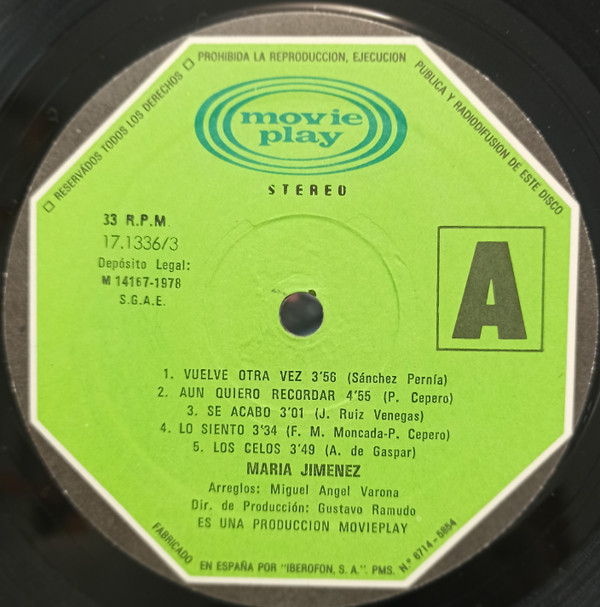 □ RESERVADOS TODOS LOS DERECHOS □ PROHIBIDA LA REPRODUCCION, EJECUCION PUBLICA Y RADIODIFUSION DE ESTE DISCO
movie
play
STEREO
33 R.P.M.
17.1336/3
Depósito Legal:
M 14167-1978
S.G.A.E.
A
1. VUELVE OTRA VEZ 3'56 (Sánchez Pernía)
2. AUN QUIERO RECORDAR 4'55 (P. Cepero)
3. SE ACABO 3'01 (J. Ruiz Venegas)
4. LO SIENTO 3'34 (F. M. Moncada-P. Cepero)
5. LOS CELOS 3'49 (A. de Gaspar)
MARIA JIMENEZ
Arreglos: Miguel Angel Varona
Dir. de Producción: Gustavo Ramudo
ES UNA PRODUCCION MOVIEPLAY
FABRICADO EN ESPAÑA POR "IBEROFON, S. A.". PMS. N.º 6714 - 5854